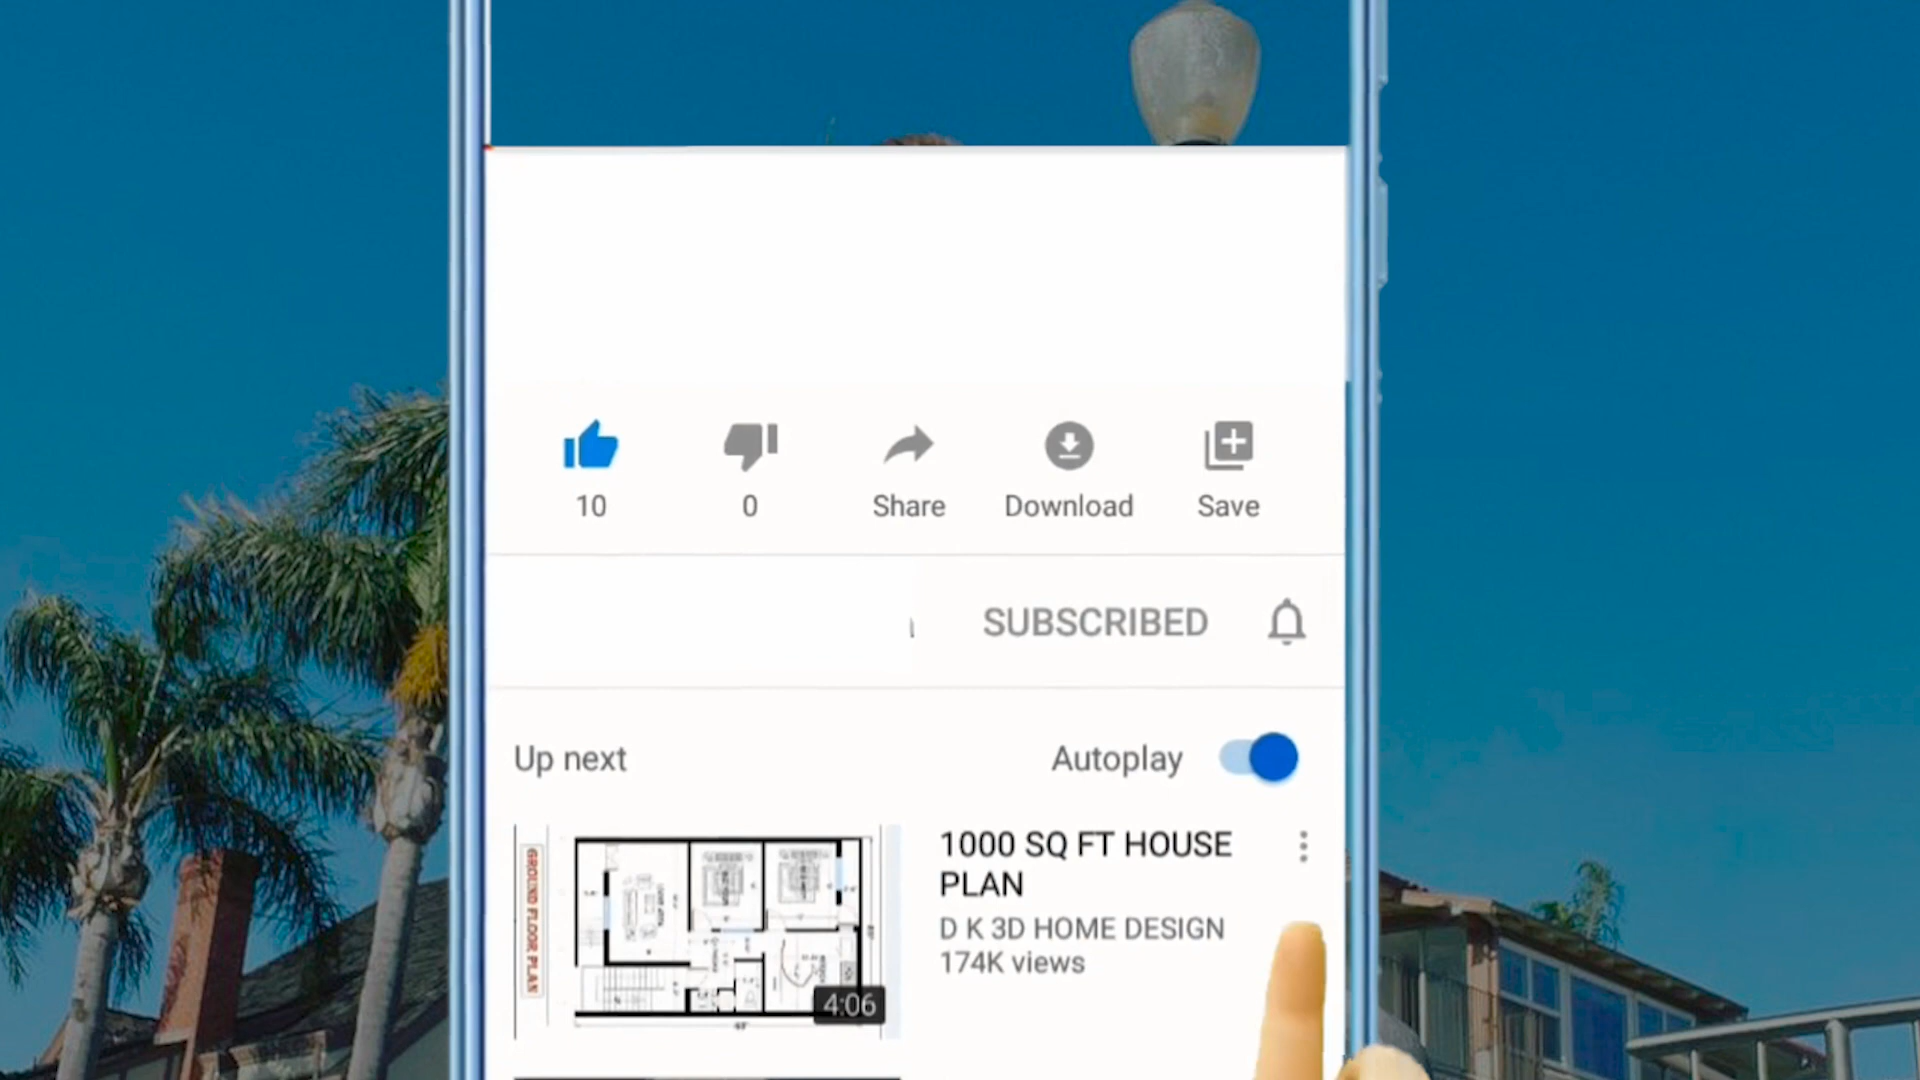 10
0
Share
Download
Save
SUBSCRIBED
Up next
Autoplay
1000 SQ FT HOUSE
PLAN
D K 3D HOME DESIGN
174K views
GROUND FLOOR PLAN
4:06